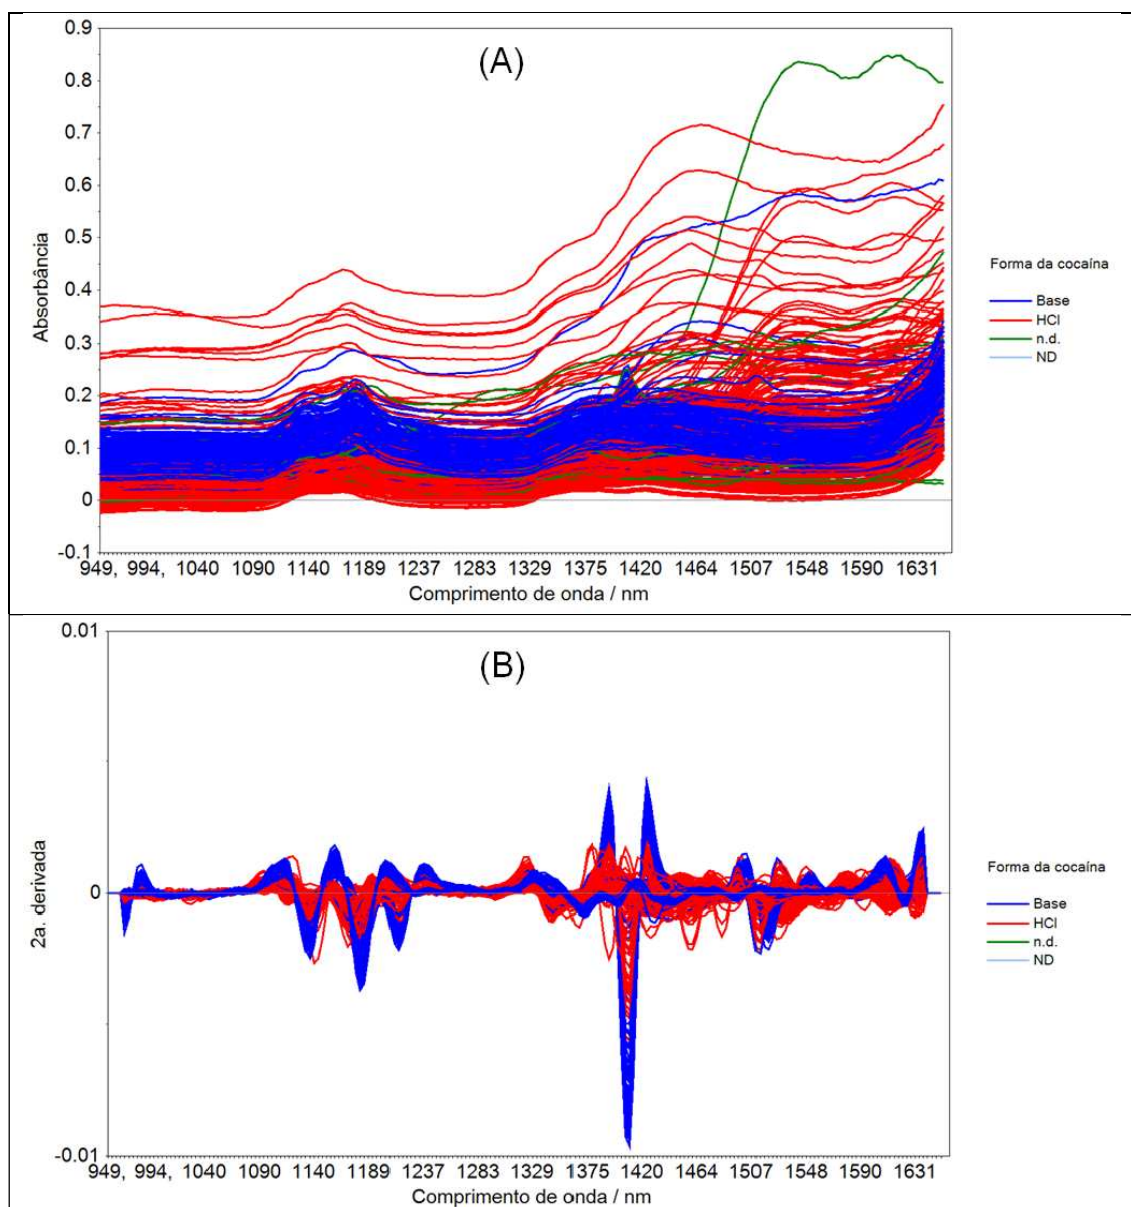 (A)
0.9
0.8
0.7
0.6
0.5
0.4
0.3
0.2
0.1
0
-0.1
Absorbância
949, 994, 1040 1090 1140 1189 1237 1283 1329 1375 1420 1464 1507 1548 1590 1631
Comprimento de onda / nm
Forma da cocaína
Base
HCl
n.d.
ND
(B)
0.01
0
-0.01
2a. derivada
949, 994, 1040 1090 1140 1189 1237 1283 1329 1375 1420 1464 1507 1548 1590 1631
Comprimento de onda / nm
Forma da cocaína
Base
HCl
n.d.
ND